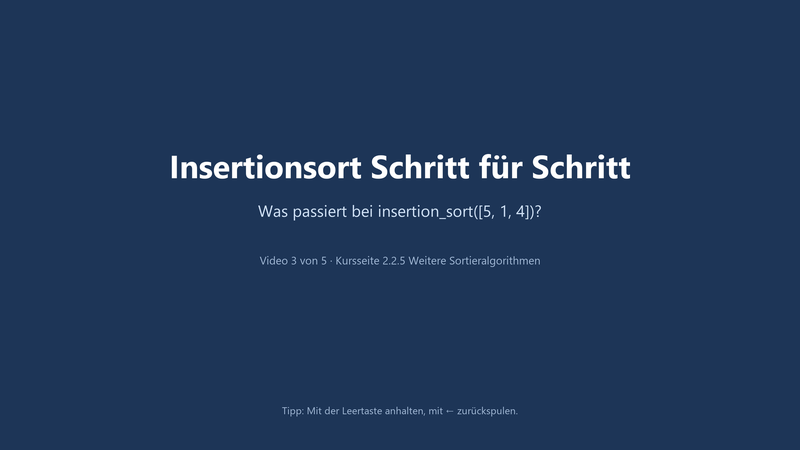 Insertionsort Schritt für Schritt
Was passiert bei insertion_sort([5, 1, 4])?
Video 3 von 5 · Kursseite 2.2.5 Weitere Sortieralgorithmen
Tipp: Mit der Leertaste anhalten, mit ← zurückspulen.